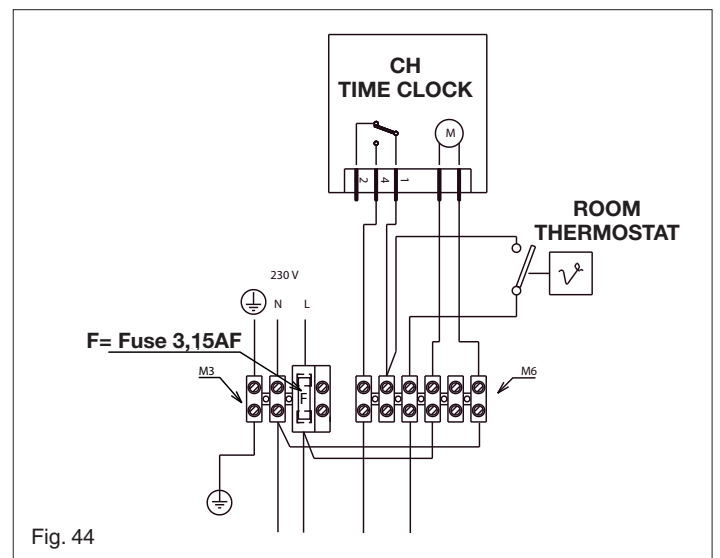 CH
TIME CLOCK
M
2 4 1
ROOM
THERMOSTAT
230 V
N L
F= Fuse 3,15AF
M3
F
M6
Fig. 44